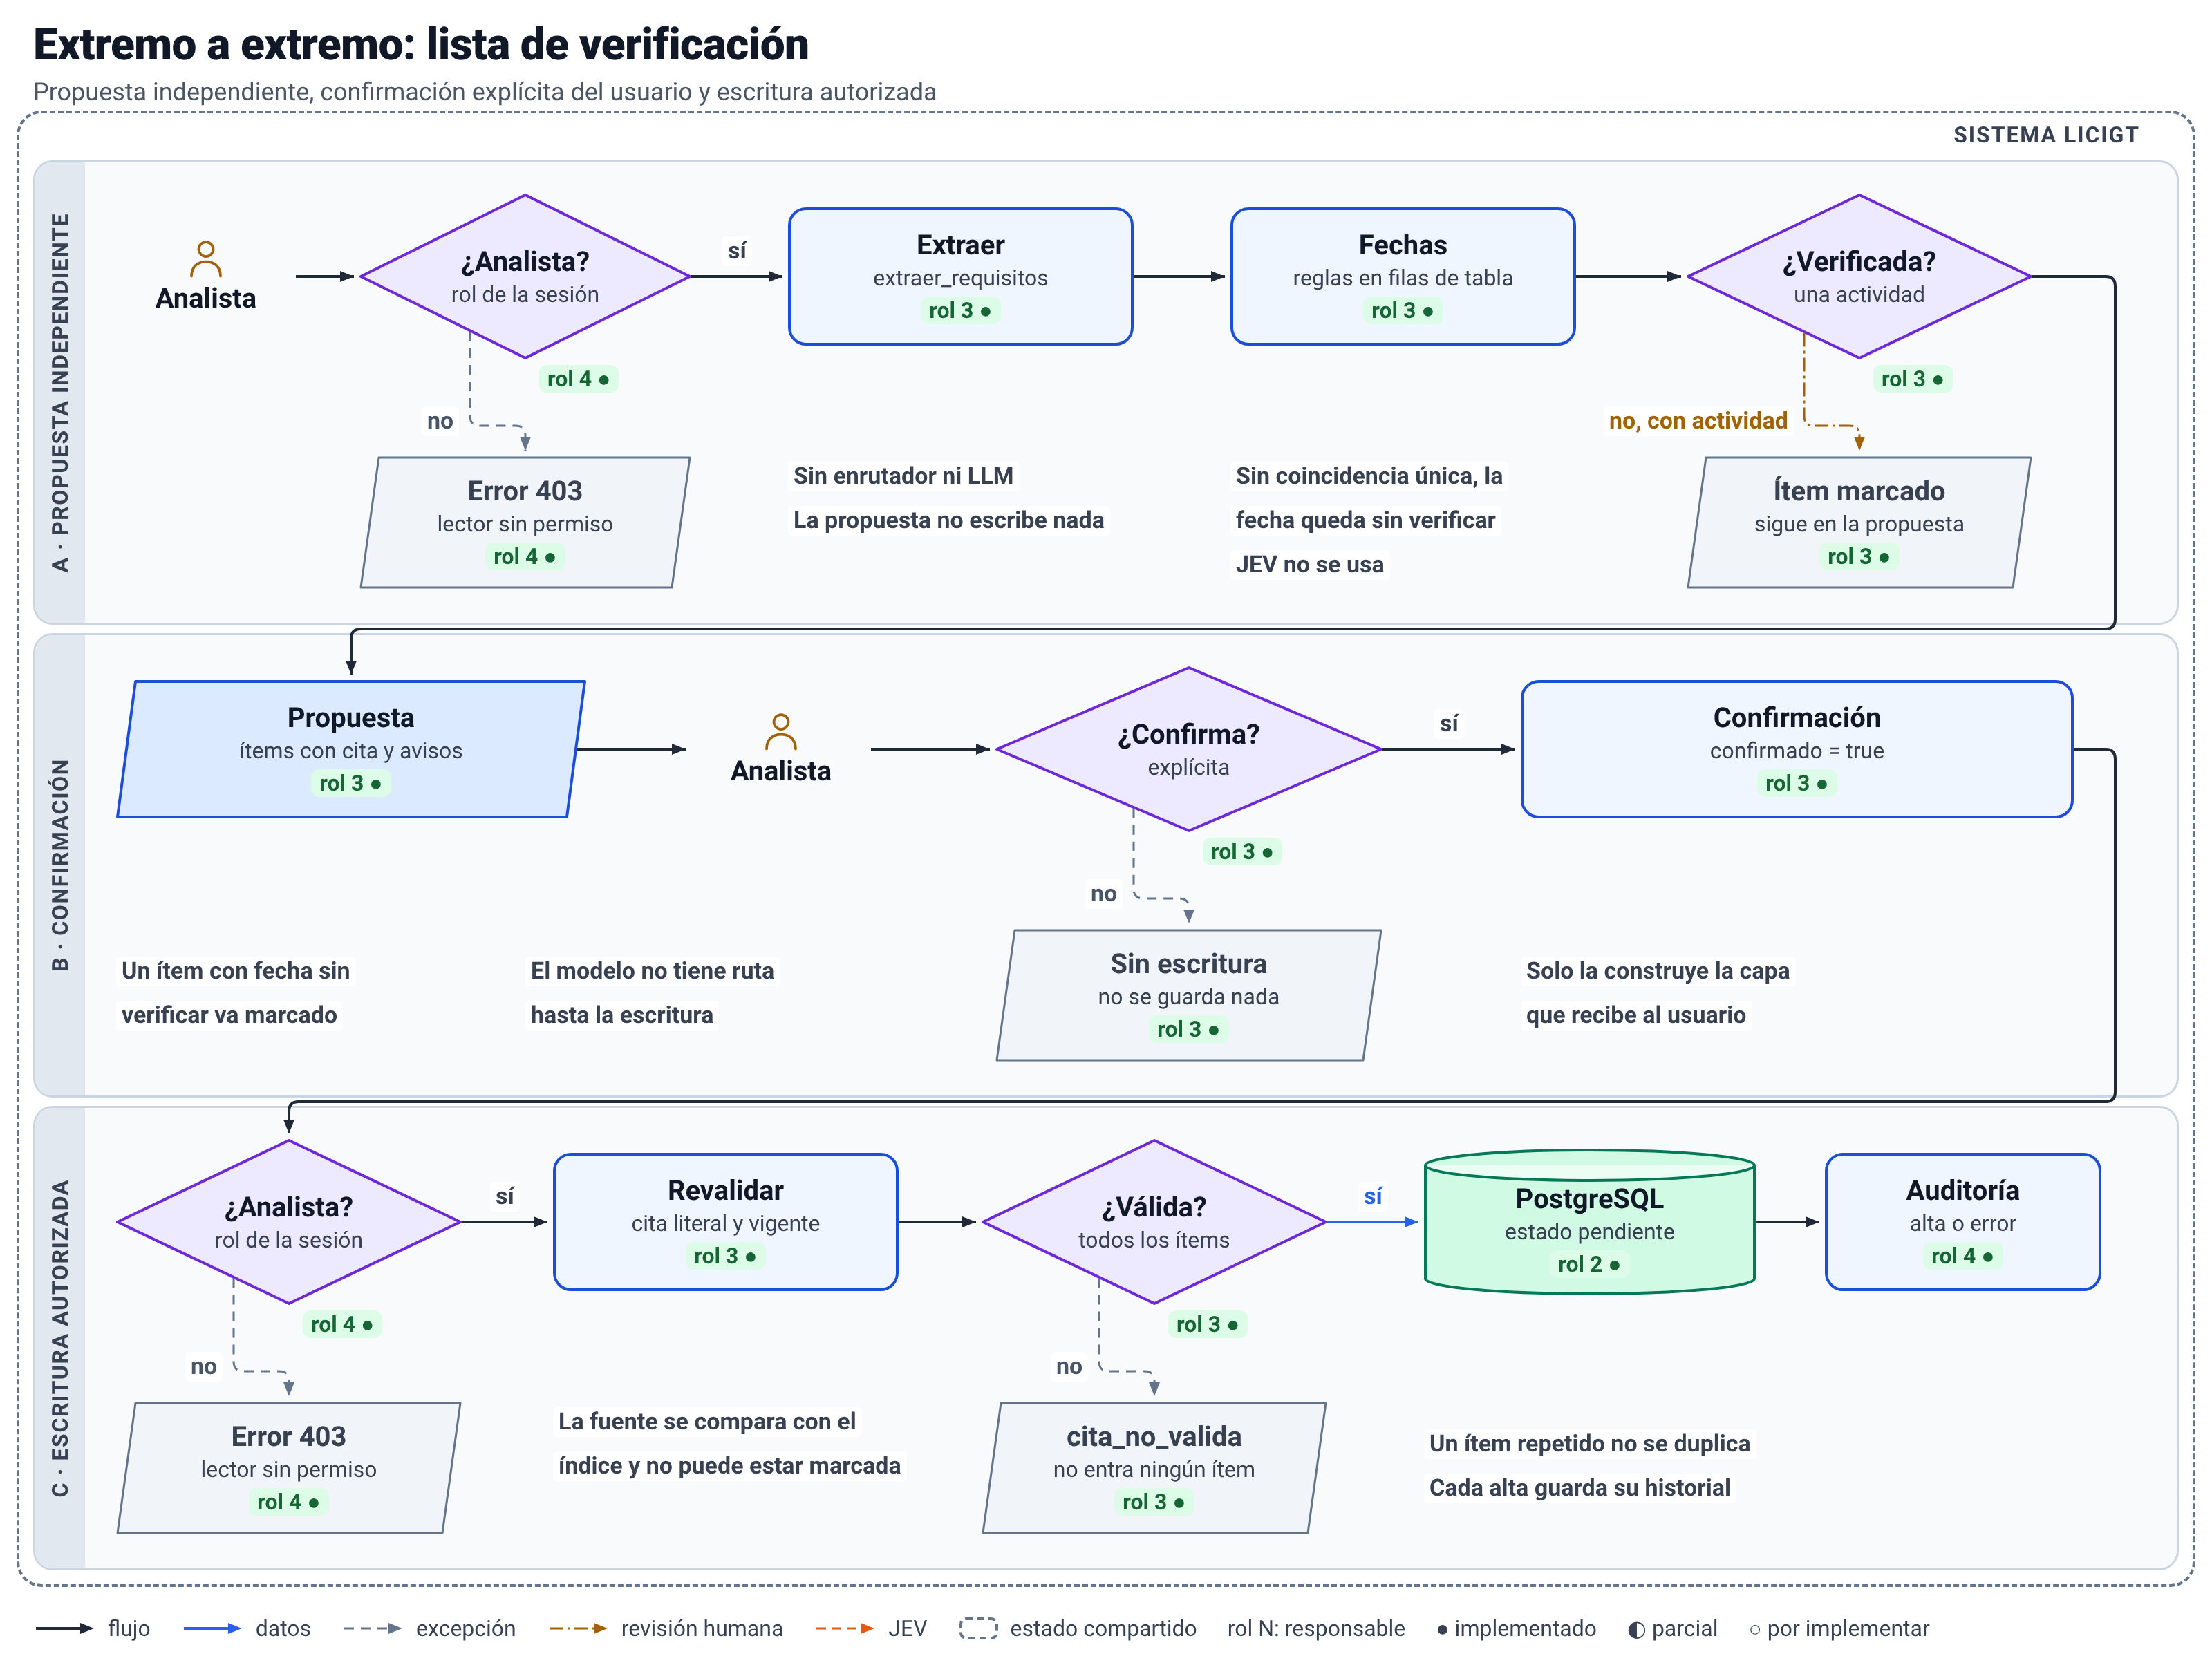 Extremo a extremo: lista de verificación
Propuesta independiente, confirmación explícita del usuario y escritura autorizada
SISTEMA LICIGT
A · PROPUESTA INDEPENDIENTE
Analista
¿Analista?
rol de la sesión
rol 4 ●
sí
Extraer
extraer_requisitos
rol 3 ●
Fechas
reglas en filas de tabla
rol 3 ●
¿Verificada?
una actividad
rol 3 ●
no
Error 403
lector sin permiso
rol 4 ●
Sin enrutador ni LLM
La propuesta no escribe nada
Sin coincidencia única, la
fecha queda sin verificar
JEV no se usa
no, con actividad
Ítem marcado
sigue en la propuesta
rol 3 ●
B · CONFIRMACIÓN
Propuesta
ítems con cita y avisos
rol 3 ●
Analista
¿Confirma?
explícita
rol 3 ●
sí
Confirmación
confirmado = true
rol 3 ●
Un ítem con fecha sin
verificar va marcado
El modelo no tiene ruta
hasta la escritura
no
Sin escritura
no se guarda nada
rol 3 ●
Solo la construye la capa
que recibe al usuario
C · ESCRITURA AUTORIZADA
¿Analista?
rol de la sesión
rol 4 ●
sí
Revalidar
cita literal y vigente
rol 3 ●
¿Válida?
todos los ítems
rol 3 ●
sí
PostgreSQL
estado pendiente
rol 2 ●
Auditoría
alta o error
rol 4 ●
no
Error 403
lector sin permiso
rol 4 ●
La fuente se compara con el
índice y no puede estar marcada
no
cita_no_valida
no entra ningún ítem
rol 3 ●
Un ítem repetido no se duplica
Cada alta guarda su historial
flujo datos excepción revisión humana JEV estado compartido rol N: responsable ● implementado ◐ parcial ○ por implementar